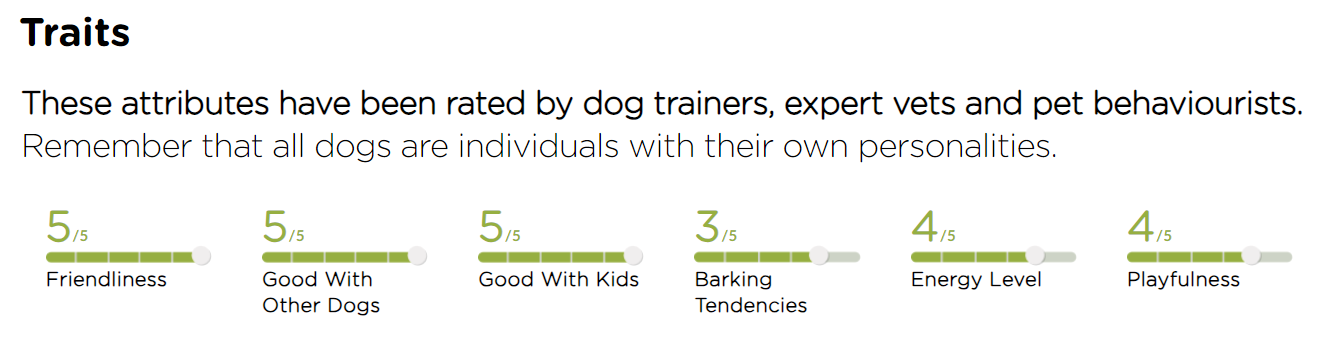 Traits
These attributes have been rated by dog trainers, expert vets and pet behaviourists.
Remember that all dogs are individuals with their own personalities.
5/5
Friendliness
5/5
Good With
Other Dogs
5/5
Good With Kids
3/5
Barking
Tendencies
4/5
Energy Level
4/5
Playfulness